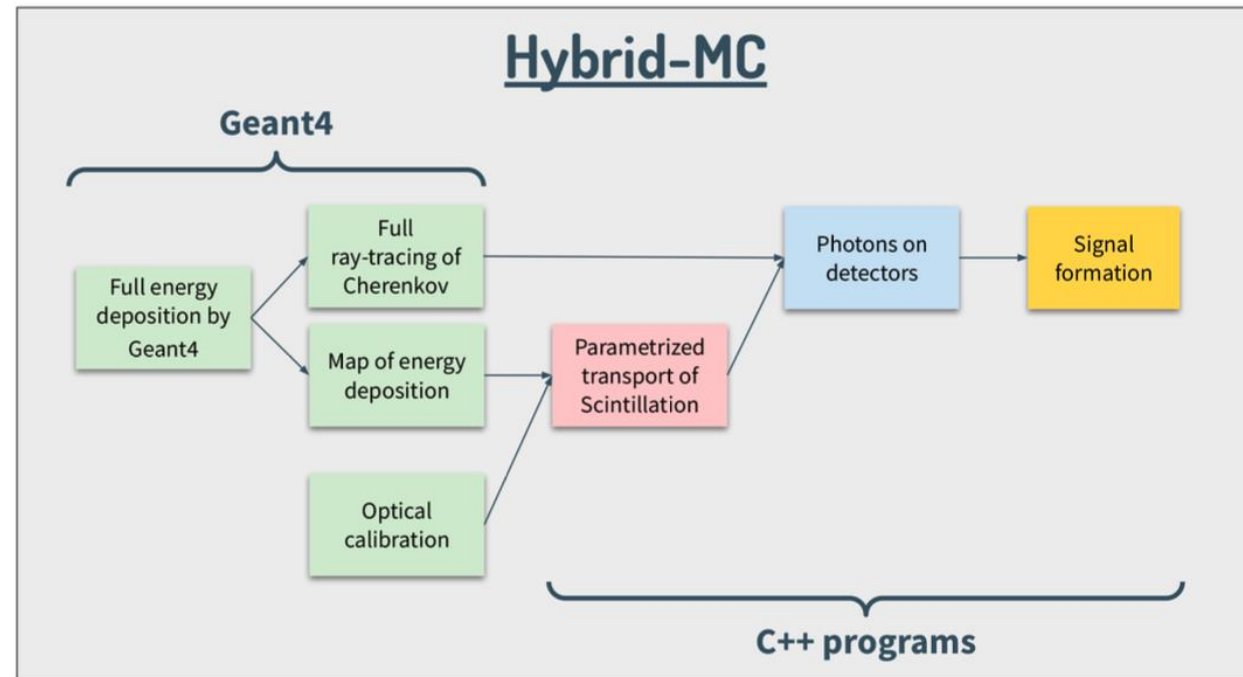 Hybrid-MC
Geant4
Full energy
deposition by
Geant4
Full
ray-tracing of
Cherenkov
Map of energy
deposition
Optical
calibration
Parametrized
transport of
Scintillation
Photons on
detectors
Signal
formation
C++ programs